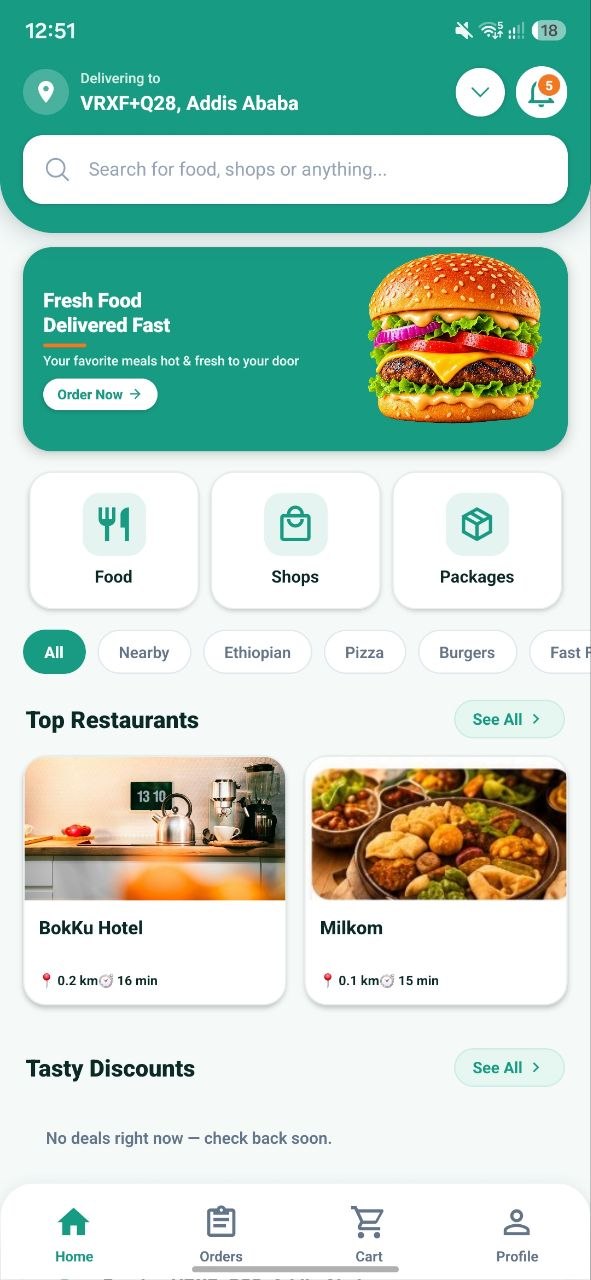 12:51
5
18
Delivering to
VRXF+Q28, Addis Ababa
5
Search for food, shops or anything...
Fresh Food
Delivered Fast
Your favorite meals hot & fresh to your door
Order Now
Food
Shops
Packages
All
Nearby
Ethiopian
Pizza
Burgers
Fast F
Top Restaurants
See All
13 10
BokKu Hotel
Milkom
0.2 km 16 min
0.1 km 15 min
Tasty Discounts
See All
No deals right now — check back soon.
Home
Orders
Cart
Profile